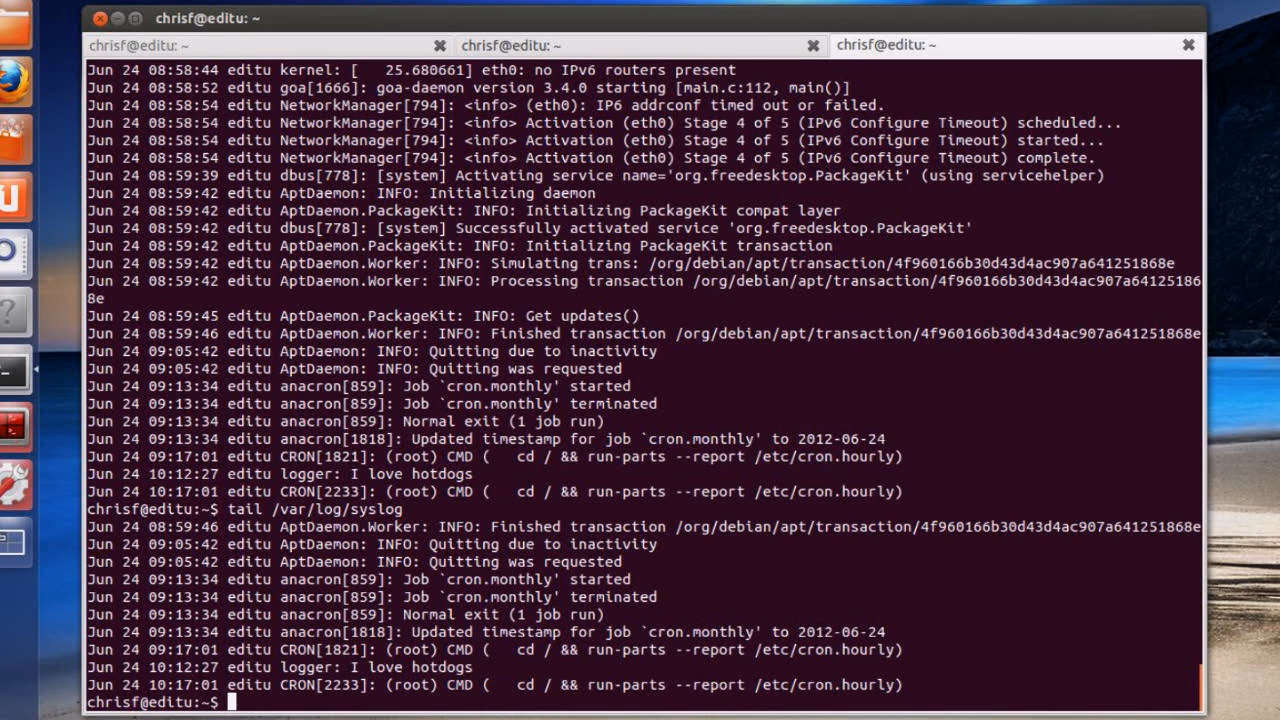 chrisf@editu: ~
chrisf@editu: ~ chrisf@editu: ~ chrisf@editu: ~
Jun 24 08:58:44 editu kernel: [   25.680661] eth0: no IPv6 routers present
Jun 24 08:58:52 editu goa[1666]: goa-daemon version 3.4.0 starting [main.c:112, main()]
Jun 24 08:58:54 editu NetworkManager[794]: <info> (eth0): IP6 addrconf timed out or failed.
Jun 24 08:58:54 editu NetworkManager[794]: <info> Activation (eth0) Stage 4 of 5 (IPv6 Configure Timeout) scheduled...
Jun 24 08:58:54 editu NetworkManager[794]: <info> Activation (eth0) Stage 4 of 5 (IPv6 Configure Timeout) started...
Jun 24 08:58:54 editu NetworkManager[794]: <info> Activation (eth0) Stage 4 of 5 (IPv6 Configure Timeout) complete.
Jun 24 08:59:39 editu dbus[778]: [system] Activating service name='org.freedesktop.PackageKit' (using servicehelper)
Jun 24 08:59:42 editu AptDaemon: INFO: Initializing daemon
Jun 24 08:59:42 editu AptDaemon.PackageKit: INFO: Initializing PackageKit compat layer
Jun 24 08:59:42 editu dbus[778]: [system] Successfully activated service 'org.freedesktop.PackageKit'
Jun 24 08:59:42 editu AptDaemon.PackageKit: INFO: Initializing PackageKit transaction
Jun 24 08:59:42 editu AptDaemon.Worker: INFO: Simulating trans: /org/debian/apt/transaction/4f960166b30d43d4ac907a641251868e
Jun 24 08:59:42 editu AptDaemon.Worker: INFO: Processing transaction /org/debian/apt/transaction/4f960166b30d43d4ac907a64125186
8e
Jun 24 08:59:45 editu AptDaemon.PackageKit: INFO: Get updates()
Jun 24 08:59:46 editu AptDaemon.Worker: INFO: Finished transaction /org/debian/apt/transaction/4f960166b30d43d4ac907a641251868e
Jun 24 09:05:42 editu AptDaemon: INFO: Quitting due to inactivity
Jun 24 09:05:42 editu AptDaemon: INFO: Quitting was requested
Jun 24 09:13:34 editu anacron[859]: Job `cron.monthly' started
Jun 24 09:13:34 editu anacron[859]: Job `cron.monthly' terminated
Jun 24 09:13:34 editu anacron[859]: Normal exit (1 job run)
Jun 24 09:13:34 editu anacron[1818]: Updated timestamp for job `cron.monthly' to 2012-06-24
Jun 24 09:17:01 editu CRON[1821]: (root) CMD (   cd / && run-parts --report /etc/cron.hourly)
Jun 24 10:12:27 editu logger: I love hotdogs
Jun 24 10:17:01 editu CRON[2233]: (root) CMD (   cd / && run-parts --report /etc/cron.hourly)
chrisf@editu:~$ tail /var/log/syslog
Jun 24 08:59:46 editu AptDaemon.Worker: INFO: Finished transaction /org/debian/apt/transaction/4f960166b30d43d4ac907a641251868e
Jun 24 09:05:42 editu AptDaemon: INFO: Quitting due to inactivity
Jun 24 09:05:42 editu AptDaemon: INFO: Quitting was requested
Jun 24 09:13:34 editu anacron[859]: Job `cron.monthly' started
Jun 24 09:13:34 editu anacron[859]: Job `cron.monthly' terminated
Jun 24 09:13:34 editu anacron[859]: Normal exit (1 job run)
Jun 24 09:13:34 editu anacron[1818]: Updated timestamp for job `cron.monthly' to 2012-06-24
Jun 24 09:17:01 editu CRON[1821]: (root) CMD (   cd / && run-parts --report /etc/cron.hourly)
Jun 24 10:12:27 editu logger: I love hotdogs
Jun 24 10:17:01 editu CRON[2233]: (root) CMD (   cd / && run-parts --report /etc/cron.hourly)
chrisf@editu:~$